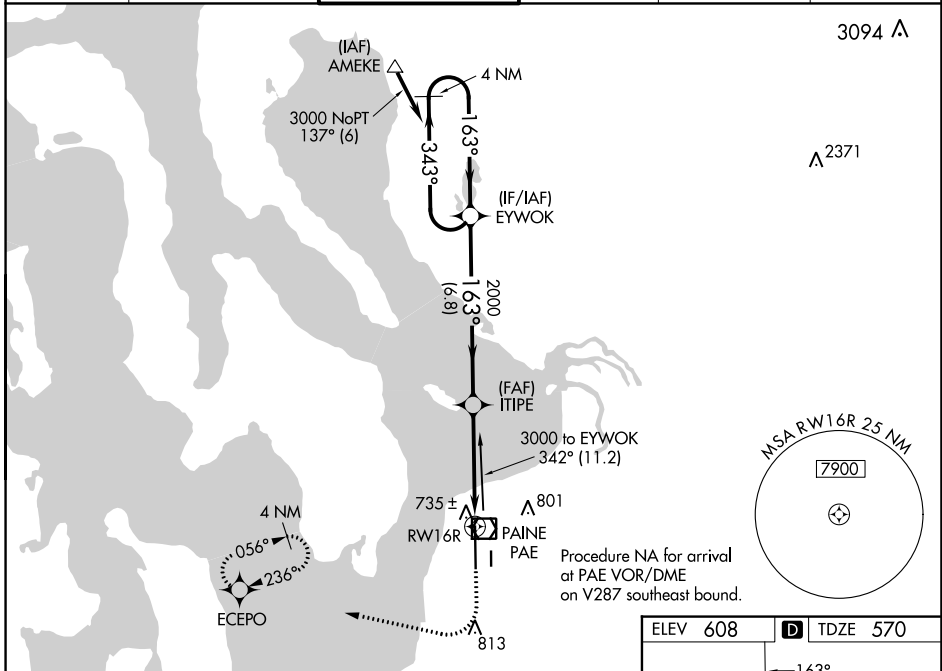 3094
(IAF)
AMEKE
4 NM
3000 NoPT
137° (6)
163°
343°
2371
(IF/IAF)
EYWOK
2000
163°
(6.8)
(FAF)
ITIPE
3000 to EYWOK
342° (11.2)
MSA RW16R 25 NM
7900
735 ±
801
RW16R
PAINE
PAE
4 NM
056°
236°
ECEPO
Procedure NA for arrival
at PAE VOR/DME
on V287 southeast bound.
813
ELEV 608 D TDZE 570
163°